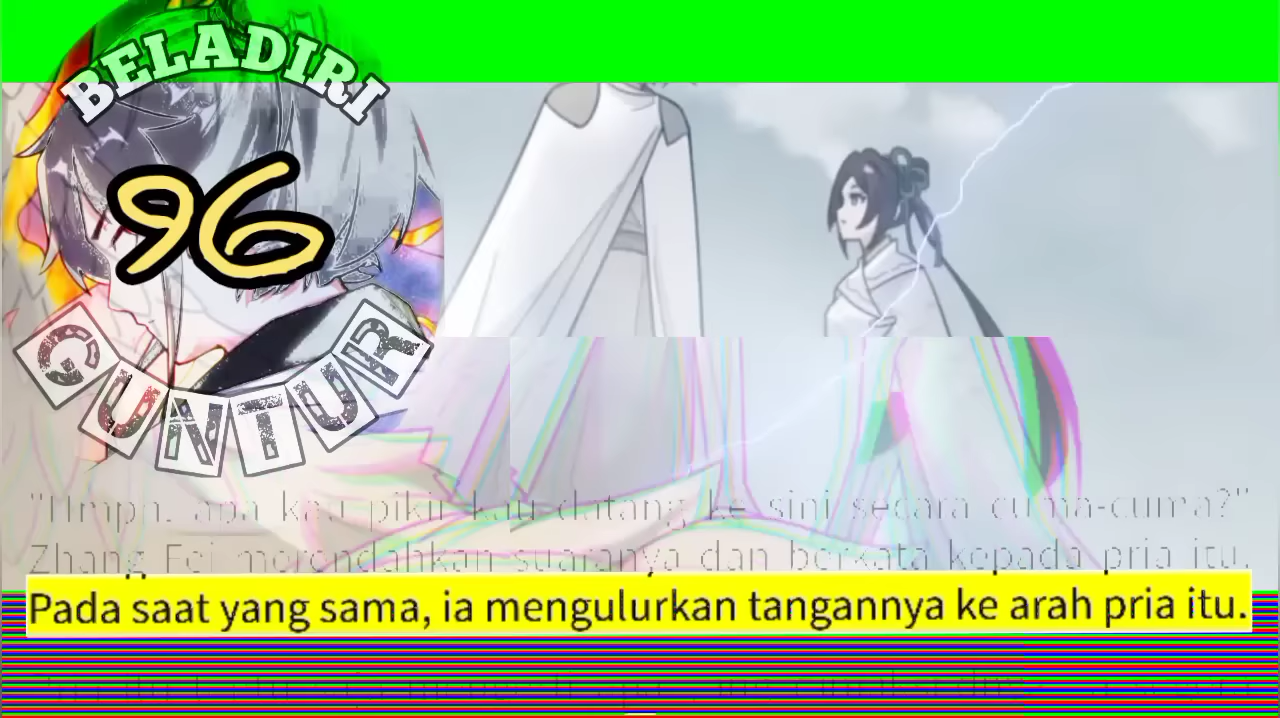 BELADIRI
96
GUNTUR
"Hmph, apa kau pikir kau datang ke sini secara cuma-cuma?"
Zhang Fei merendahkan suaranya dan berkata kepada pria itu.
Pada saat yang sama, ia mengulurkan tangannya ke arah pria itu.